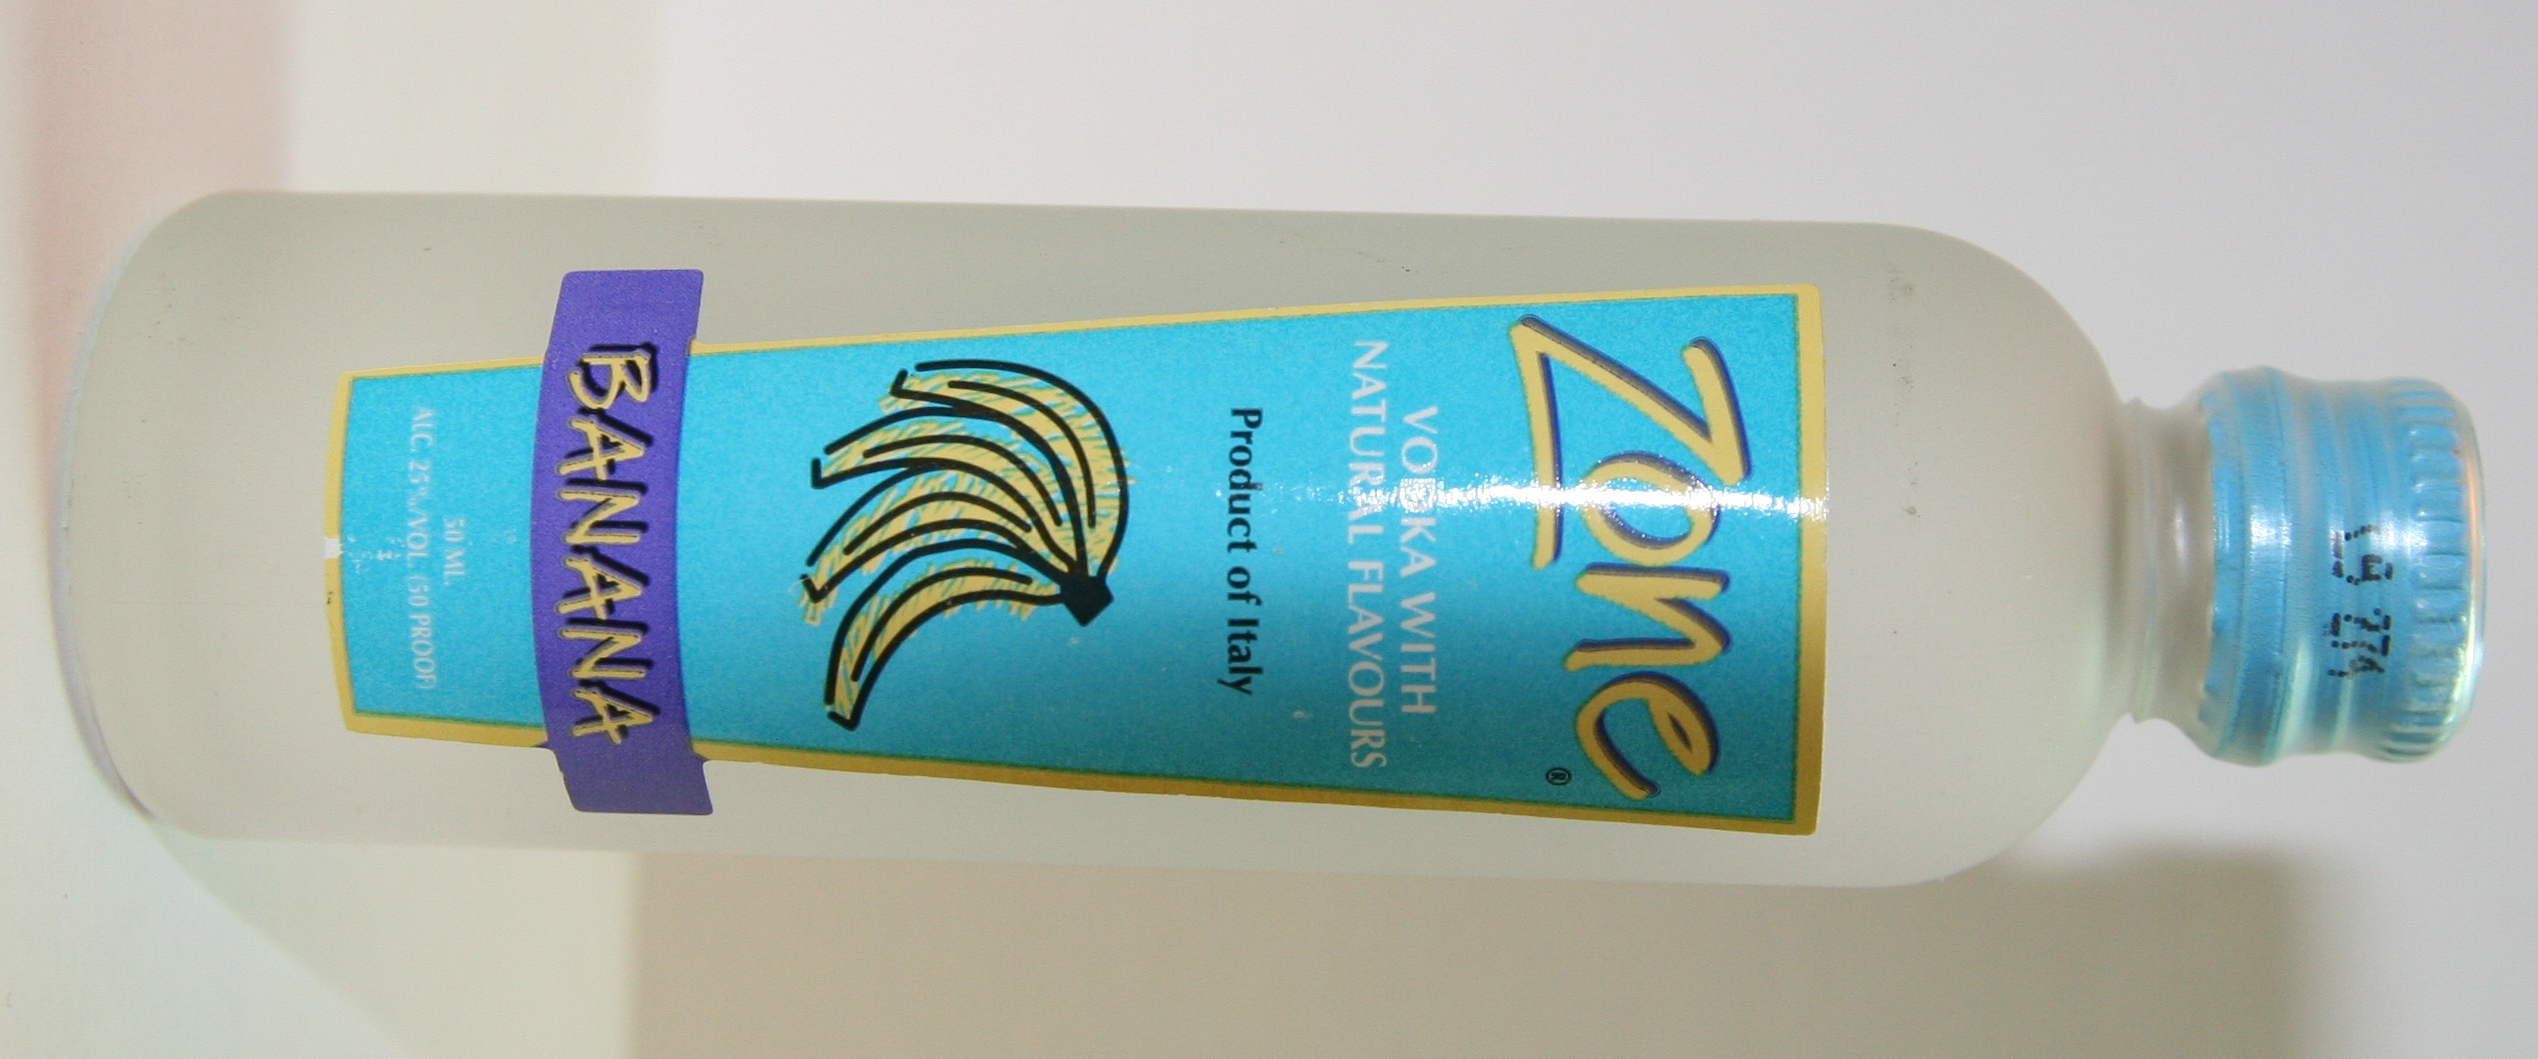 Zone®
VODKA WITH
NATURAL FLAVOURS
Product of Italy
BANANA
50 ML
ALC. 25%/VOL (50 PROOF)